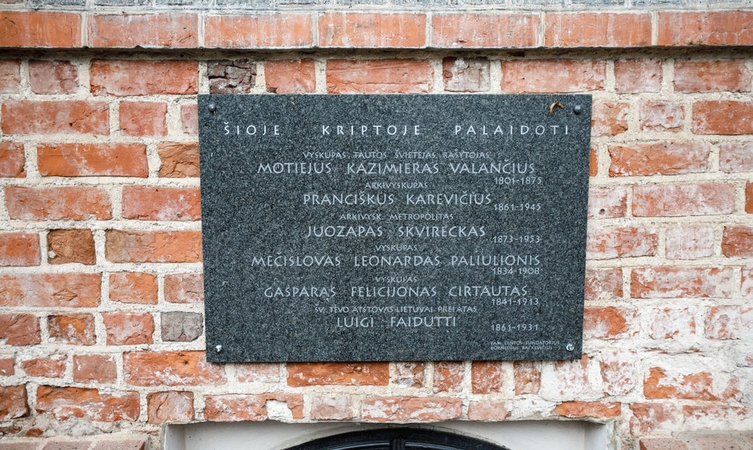 ŠIOJE KRIPTOJE PALAIDOTI
VYSKUPAS, TAUTOS ŠVIETĖJAS, RAŠYTOJAS
MOTIEJUS KAZIMIERAS VALANČIUS
1801-1875
ARKIVYSKUPAS
PRANCIŠKUS KAREVIČIUS
1861-1945
ARKIVYSK. METROPOLITAS
JUOZAPAS SKVIRECKAS
1873-1953
VYSKUPAS
MEČISLOVAS LEONARDAS PALIULIONIS
1834-1908
VYSKUPAS
GAŠPARAS FELICIJONAS CIRTAUTAS
1841-1913
ŠV. TĖVO ATSTOVAS LIETUVAI, PRELATAS
LUIGI FAIDUTTI
1861-1931